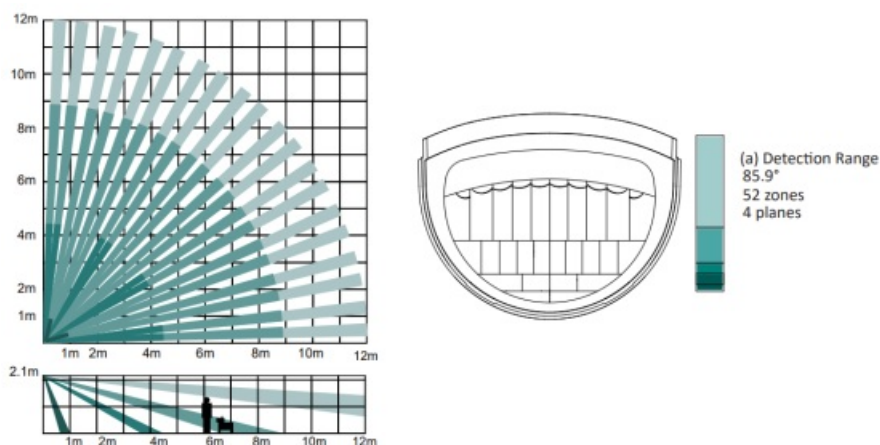 12m
10m
8m
6m
4m
2m
1m
1m 2m 4m 6m 8m 10m 12m
2.1m
1m 2m 4m 6m 8m 10m 12m
(a) Detection Range
85.9°
52 zones
4 planes